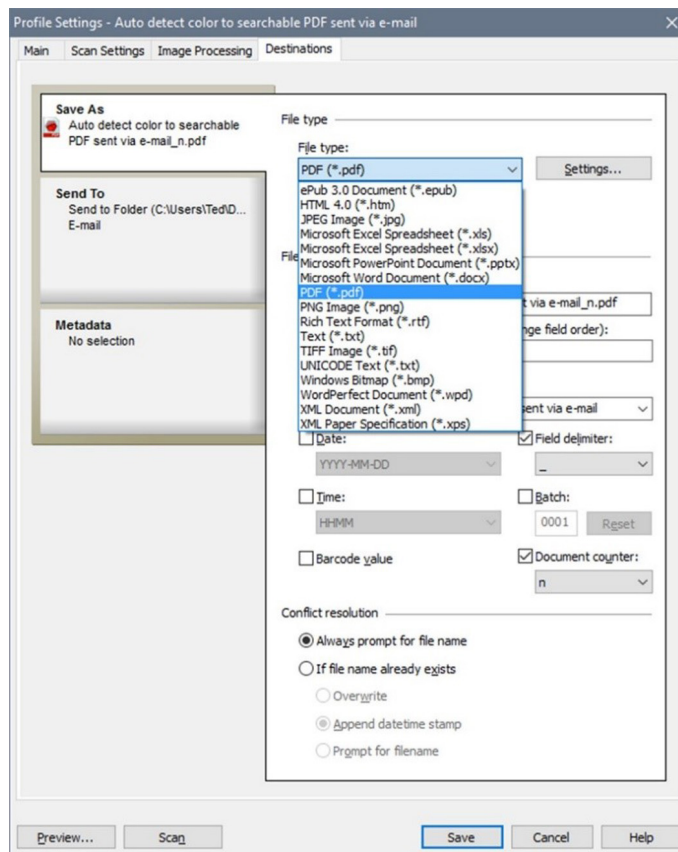 Profile Settings - Auto detect color to searchable PDF sent via e-mail
Main Scan Settings Image Processing Destinations
Save As
Auto detect color to searchable
PDF sent via e-mail_n.pdf
Send To
Send to Folder (C:\Users\Ted\D...
E-mail
Metadata
No selection
File type
File type:
PDF (*.pdf)
Settings...
ePub 3.0 Document (*.epub)
HTML 4.0 (*.htm)
JPEG Image (*.jpg)
Microsoft Excel Spreadsheet (*.xls)
Microsoft Excel Spreadsheet (*.xlsx)
Microsoft PowerPoint Document (*.pptx)
Microsoft Word Document (*.docx)
PDF (*.pdf)
PNG Image (*.png)
Rich Text Format (*.rtf)
Text (*.txt)
TIFF Image (*.tif)
UNICODE Text (*.txt)
Windows Bitmap (*.bmp)
WordPerfect Document (*.wpd)
XML Document (*.xml)
XML Paper Specification (*.xps)
File
t via e-mail_n.pdf
nge field order):
sent via e-mail
Date:
YYYY-MM-DD
Field delimiter:
_
Time:
HHMM
Batch:
0001 Reset
Barcode value
Document counter:
n
Conflict resolution
Always prompt for file name
If file name already exists
Overwrite
Append datetime stamp
Prompt for filename
Preview... Scan Save Cancel Help